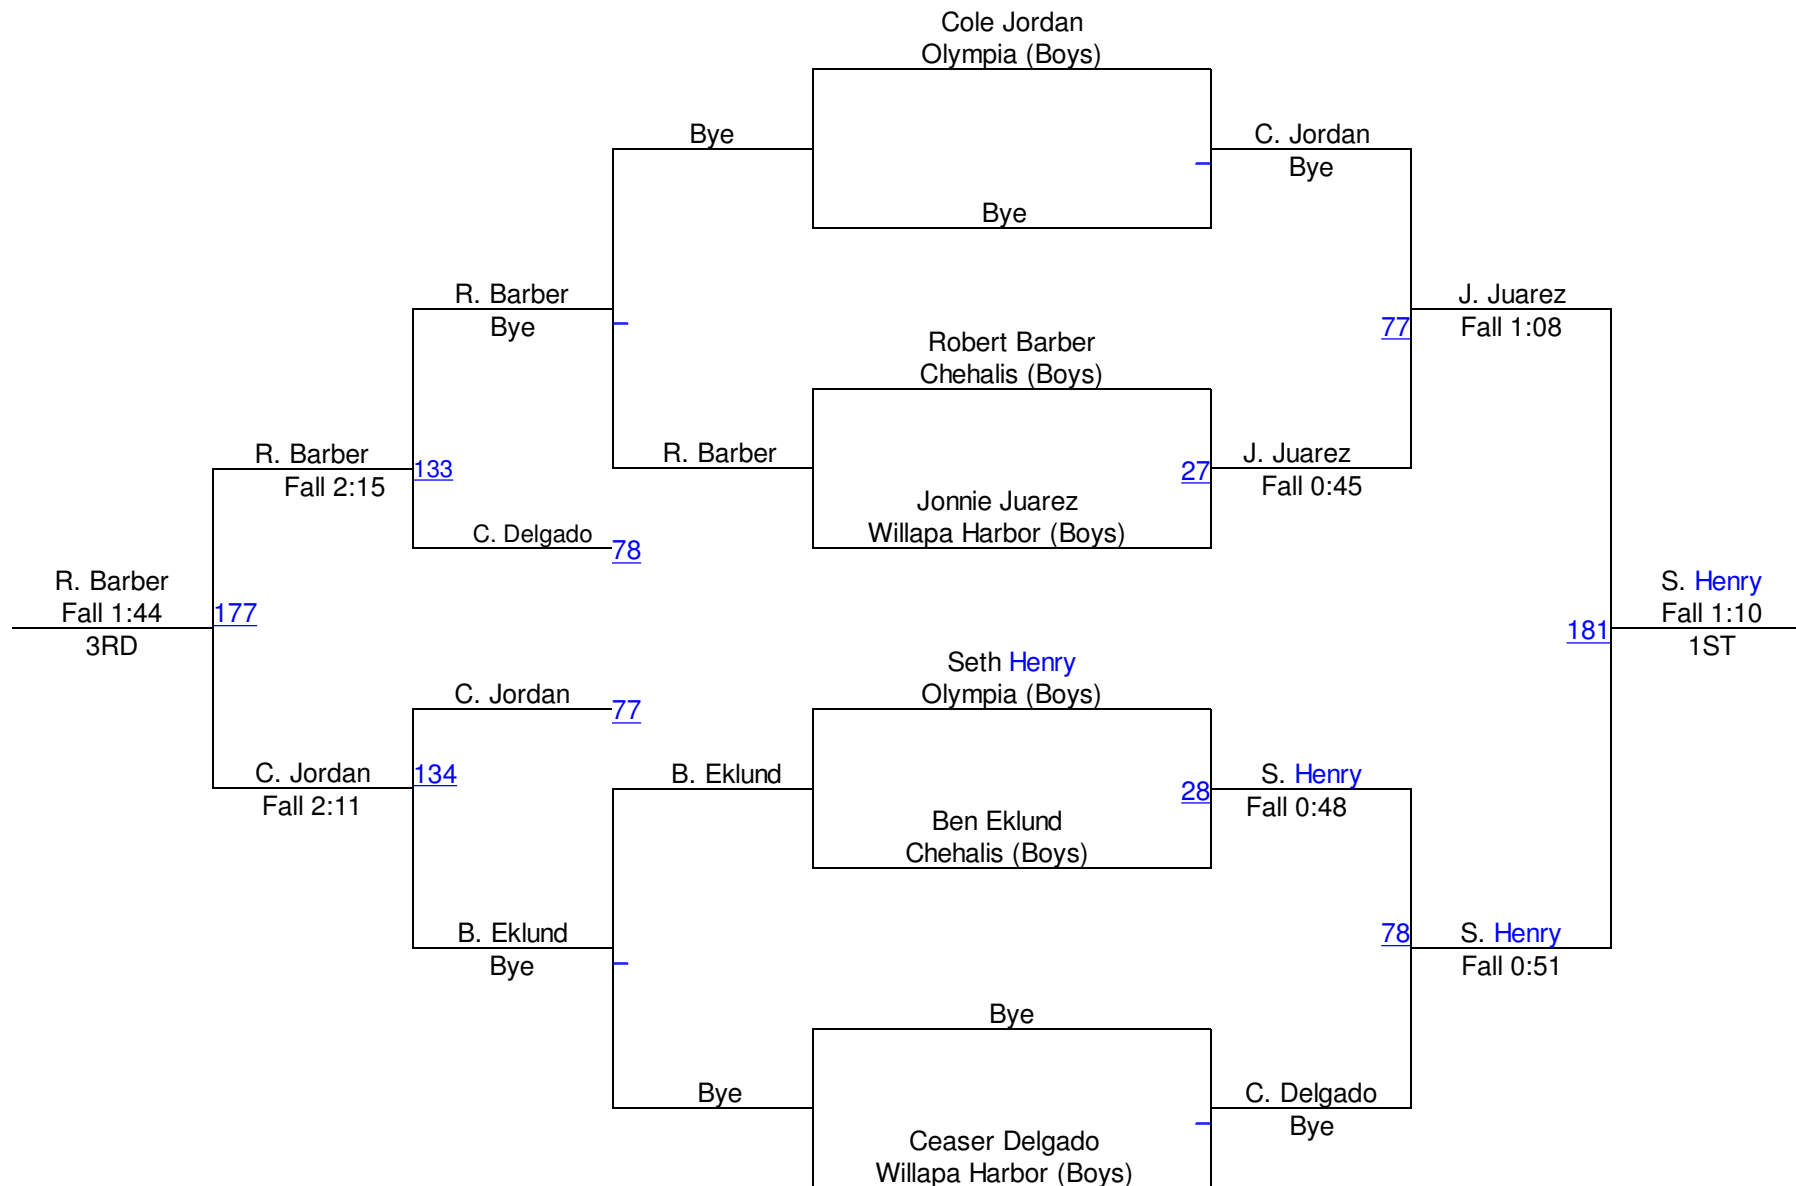 Cole Jordan
Olympia (Boys)
Bye
C. Jordan
Bye
Bye
R. Barber
Bye
J. Juarez
Fall 1:08
77
Robert Barber
Chehalis (Boys)
R. Barber
Fall 2:15
133
R. Barber
27
J. Juarez
Fall 0:45
Jonnie Juarez
Willapa Harbor (Boys)
C. Delgado
78
R. Barber
Fall 1:44
3RD
177
S. Henry
Fall 1:10
1ST
181
Seth Henry
Olympia (Boys)
C. Jordan
77
C. Jordan
Fall 2:11
134
B. Eklund
28
S. Henry
Fall 0:48
Ben Eklund
Chehalis (Boys)
B. Eklund
Bye
78
S. Henry
Fall 0:51
Bye
Bye
C. Delgado
Bye
Ceaser Delgado
Willapa Harbor (Boys)